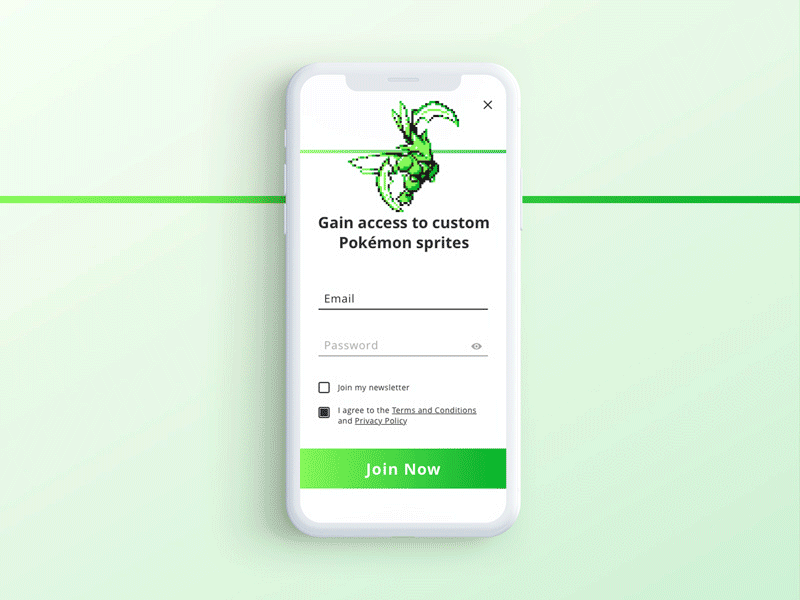 Gain access to custom
Pokémon sprites
Email
Password
Join my newsletter
I agree to the Terms and Conditions
and Privacy Policy
Join Now